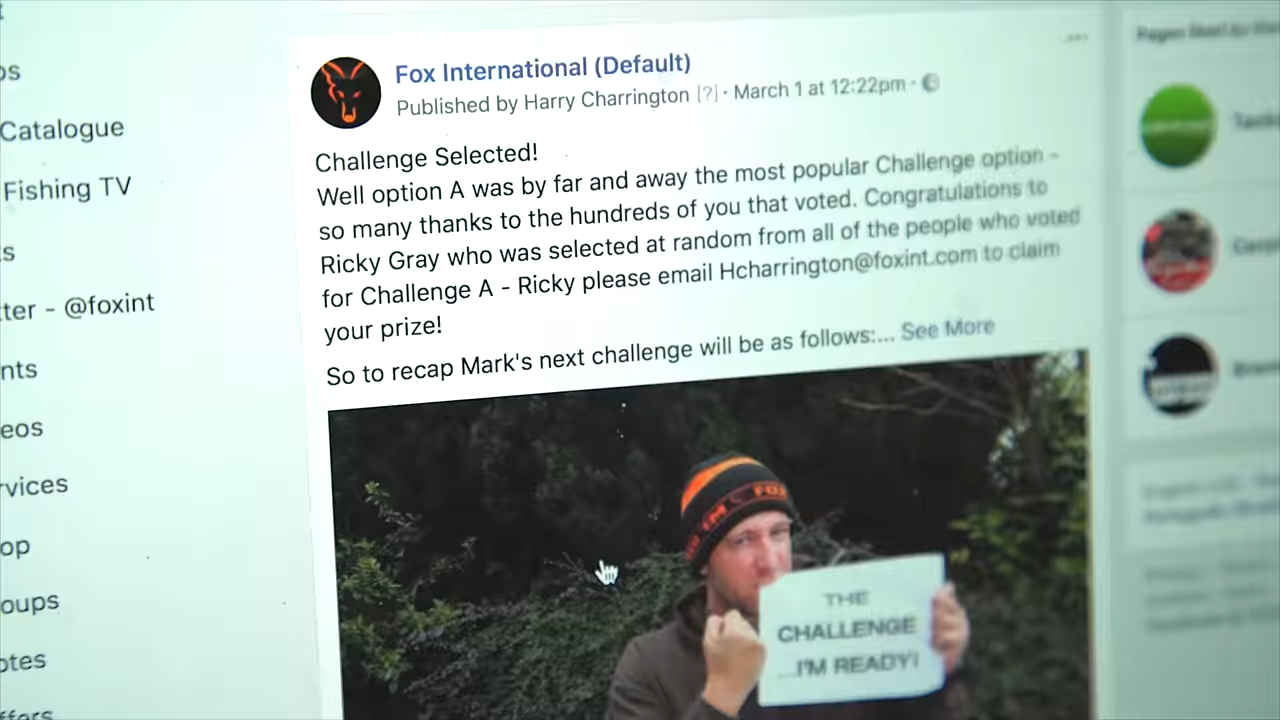 os
Catalogue
Fishing TV
ts
tter - @foxint
nts
eos
rvices
op
oups
otes
ffers
Fox International (Default)
Published by Harry Charrington [?] · March 1 at 12:22pm ·
Challenge Selected!
Well option A was by far and away the most popular Challenge option -
so many thanks to the hundreds of you that voted. Congratulations to
Ricky Gray who was selected at random from all of the people who voted
for Challenge A - Ricky please email Hcharrington@foxint.com to claim
your prize!
So to recap Mark's next challenge will be as follows:... See More
FOX
THE
CHALLENGE
...I'M READY!